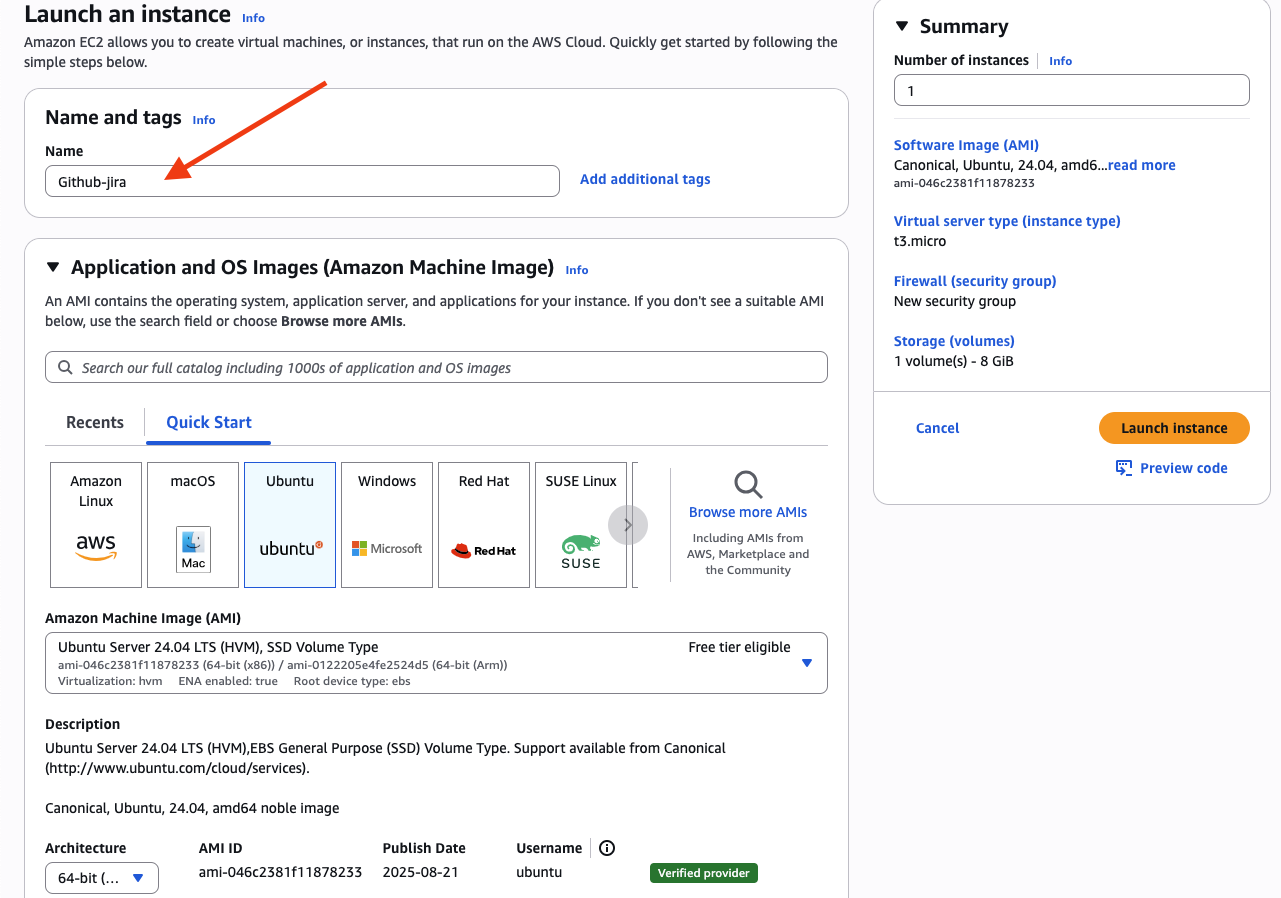 Launch an instance Info
Amazon EC2 allows you to create virtual machines, or instances, that run on the AWS Cloud. Quickly get started by following the
simple steps below.
Name and tags Info
Name
Github-jira
Add additional tags
Application and OS Images (Amazon Machine Image) Info
An AMI contains the operating system, application server, and applications for your instance. If you don't see a suitable AMI
below, use the search field or choose Browse more AMIs.
Search our full catalog including 1000s of application and OS images
Recents
Quick Start
Amazon
Linux
aws
macOS
Mac
Ubuntu
ubuntu
Windows
Microsoft
Red Hat
Red Hat
SUSE Linux
SUSE
Browse more AMIs
Including AMIs from
AWS, Marketplace and
the Community
Amazon Machine Image (AMI)
Ubuntu Server 24.04 LTS (HVM), SSD Volume Type
Free tier eligible
ami-046c2381f11878233 (64-bit (x86)) / ami-0122205e4fe2524d5 (64-bit (Arm))
Virtualization: hvm ENA enabled: true Root device type: ebs
Description
Ubuntu Server 24.04 LTS (HVM),EBS General Purpose (SSD) Volume Type. Support available from Canonical
(http://www.ubuntu.com/cloud/services).
Canonical, Ubuntu, 24.04, amd64 noble image
Architecture
64-bit (...
AMI ID
ami-046c2381f11878233
Publish Date
2025-08-21
Username
ubuntu
Verified provider
Summary
Number of instances Info
1
Software Image (AMI)
Canonical, Ubuntu, 24.04, amd6...read more
ami-046c2381f11878233
Virtual server type (instance type)
t3.micro
Firewall (security group)
New security group
Storage (volumes)
1 volume(s) - 8 GiB
Cancel
Launch instance
Preview code